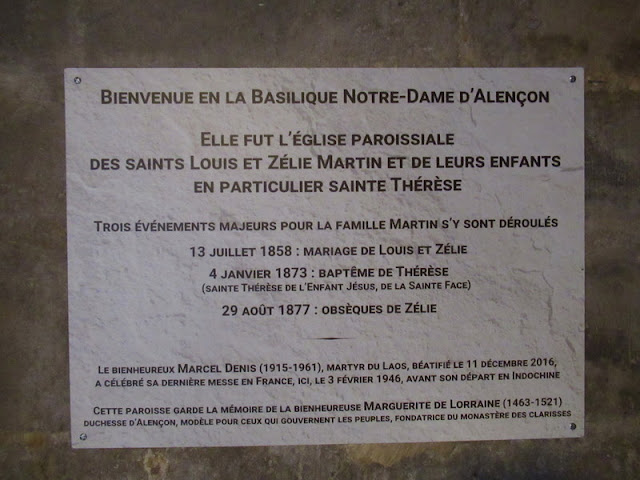 BIENVENUE EN LA BASILIQUE NOTRE-DAME D'ALENÇON
ELLE FUT L'ÉGLISE PAROISSIALE
DES SAINTS LOUIS ET ZÉLIE MARTIN ET DE LEURS ENFANTS
EN PARTICULIER SAINTE THÉRÈSE
TROIS ÉVÉNEMENTS MAJEURS POUR LA FAMILLE MARTIN S'Y SONT DÉROULÉS
13 JUILLET 1858 : MARIAGE DE LOUIS ET ZÉLIE
4 JANVIER 1873 : BAPTÊME DE THÉRÈSE
(SAINTE THÉRÈSE DE L'ENFANT JÉSUS, DE LA SAINTE FACE)
29 AOÛT 1877 : OBSÈQUES DE ZÉLIE
LE BIENHEUREUX MARCEL DENIS (1915-1961), MARTYR DU LAOS, BÉATIFIÉ LE 11 DÉCEMBRE 2016,
A CÉLÉBRÉ SA DERNIÈRE MESSE EN FRANCE, ICI, LE 3 FÉVRIER 1946, AVANT SON DÉPART EN INDOCHINE
CETTE PAROISSE GARDE LA MÉMOIRE DE LA BIENHEUREUSE MARGUERITE DE LORRAINE (1463-1521)
DUCHESSE D'ALENÇON, MODÈLE POUR CEUX QUI GOUVERNENT LES PEUPLES, FONDATRICE DU MONASTÈRE DES CLARISSES